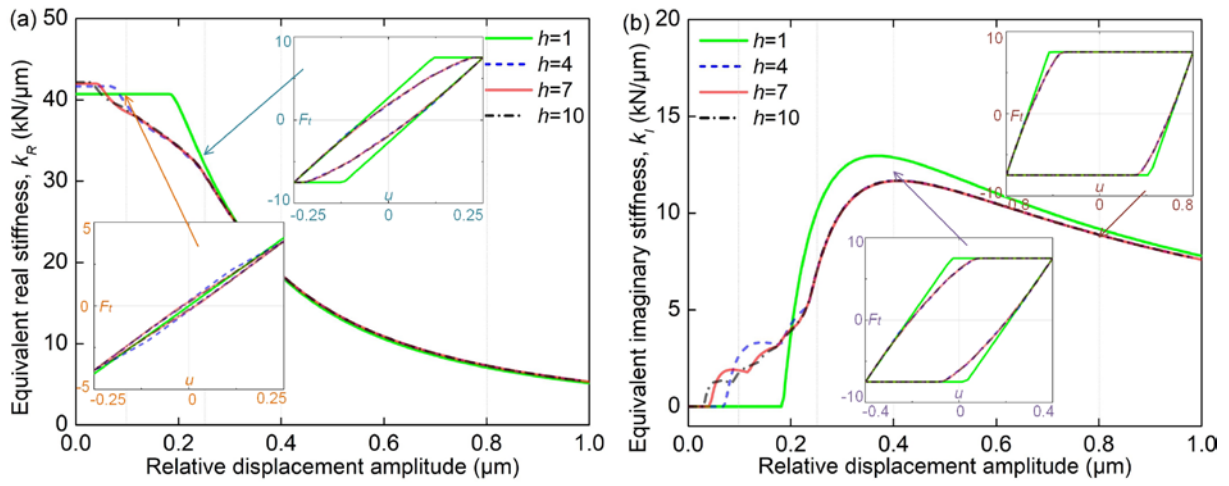 (a)
50
40
30
20
10
0
Equivalent real stiffness, k_R (kN/μm)
0.0 0.2 0.4 0.6 0.8 1.0
Relative displacement amplitude (μm)
h=1
h=4
h=7
h=10
10
0
-10
Ft
-0.25 0 0.25
u
5
0
-5
Ft
u
-0.25 0 0.25
(b)
20
15
10
5
0
Equivalent imaginary stiffness, k_I (kN/μm)
0.0 0.2 0.4 0.6 0.8 1.0
Relative displacement amplitude (μm)
h=1
h=4
h=7
h=10
10
0
-10
Ft
u
0.8 0 0.8
10
0
-10
Ft
u
-0.4 0 0.4